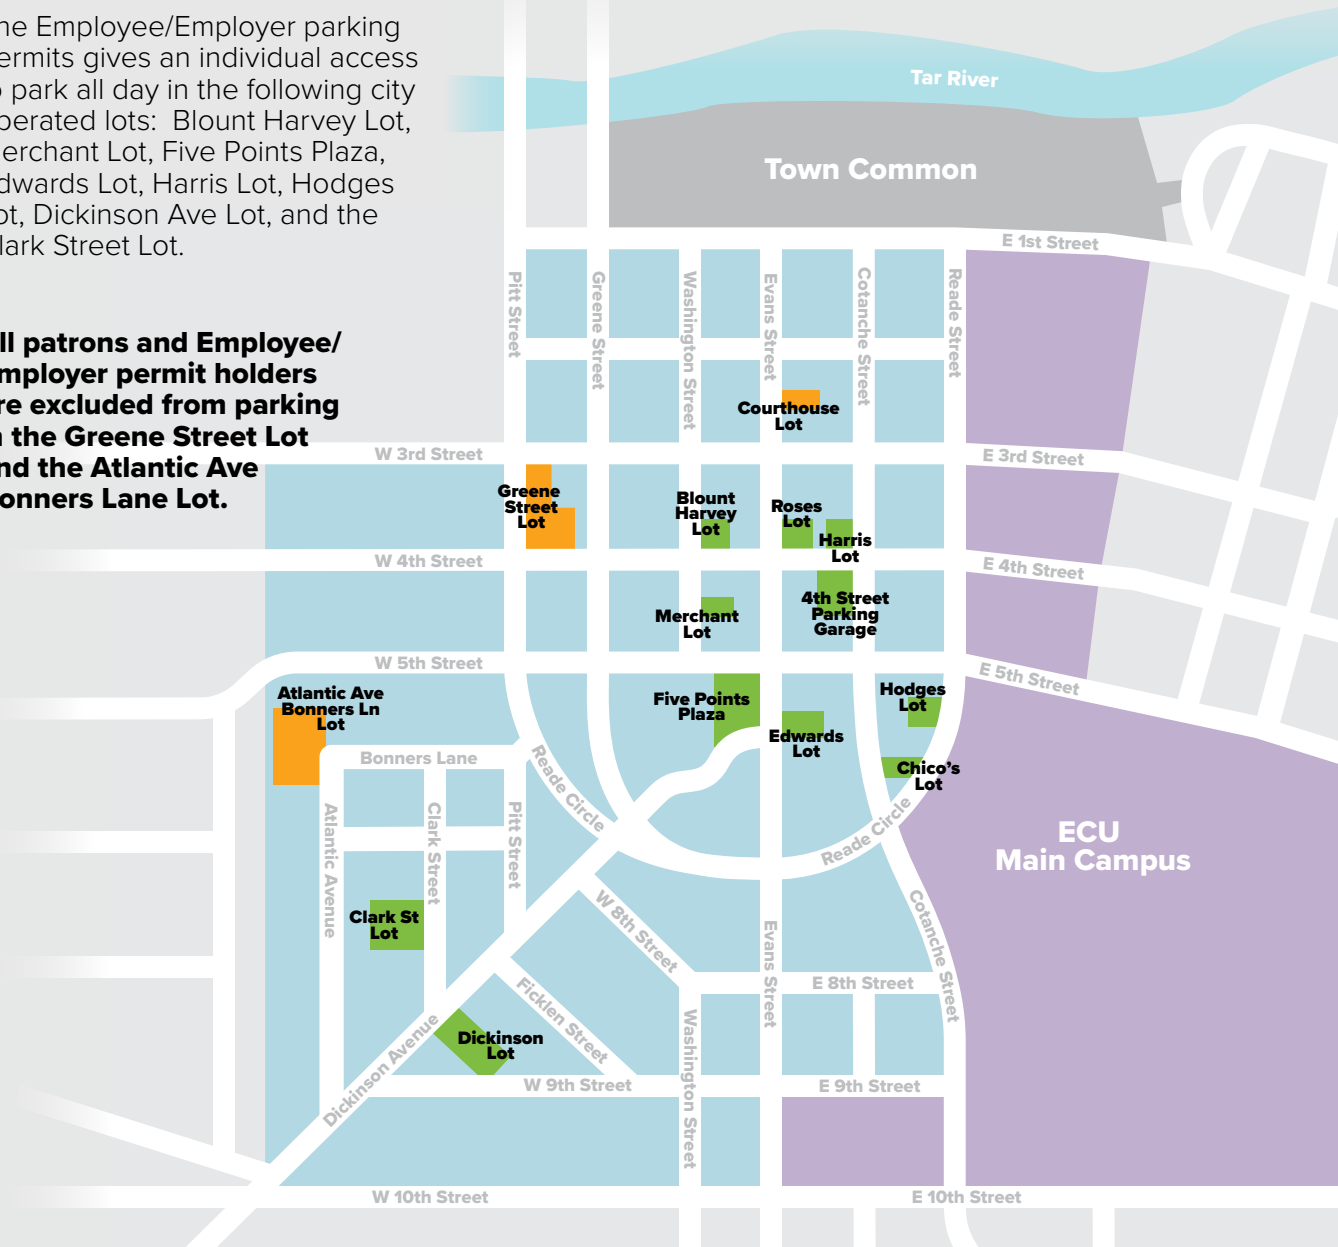 he Employee/Employer parking
ermits gives an individual access
o park all day in the following city
perated lots:  Blount Harvey Lot,
erchant Lot, Five Points Plaza,
dwards Lot, Harris Lot, Hodges
ot, Dickinson Ave Lot, and the
lark Street Lot.
ll patrons and Employee/
mployer permit holders
re excluded from parking
n the Greene Street Lot
nd the Atlantic Ave
onners Lane Lot.
Tar River
Town Common
E 1st Street
Pitt Street
Greene Street
Washington Street
Evans Street
Cotanche Street
Reade Street
Courthouse
Lot
W 3rd Street
E 3rd Street
Greene
Street
Lot
Blount
Harvey
Lot
Roses
Lot
Harris
Lot
W 4th Street
E 4th Street
Merchant
Lot
4th Street
Parking
Garage
W 5th Street
E 5th Street
Atlantic Ave
Bonners Ln
Lot
Five Points
Plaza
Hodges
Lot
Edwards
Lot
Bonners Lane
Chico's
Lot
Reade Circle
Reade Circle
Atlantic Avenue
Clark Street
Pitt Street
ECU
Main Campus
Clark St
Lot
W 8th Street
Evans Street
Cotanche Street
E 8th Street
Ficklen Street
Dickinson
Lot
Dickinson Avenue
Washington Street
W 9th Street
E 9th Street
W 10th Street
E 10th Street